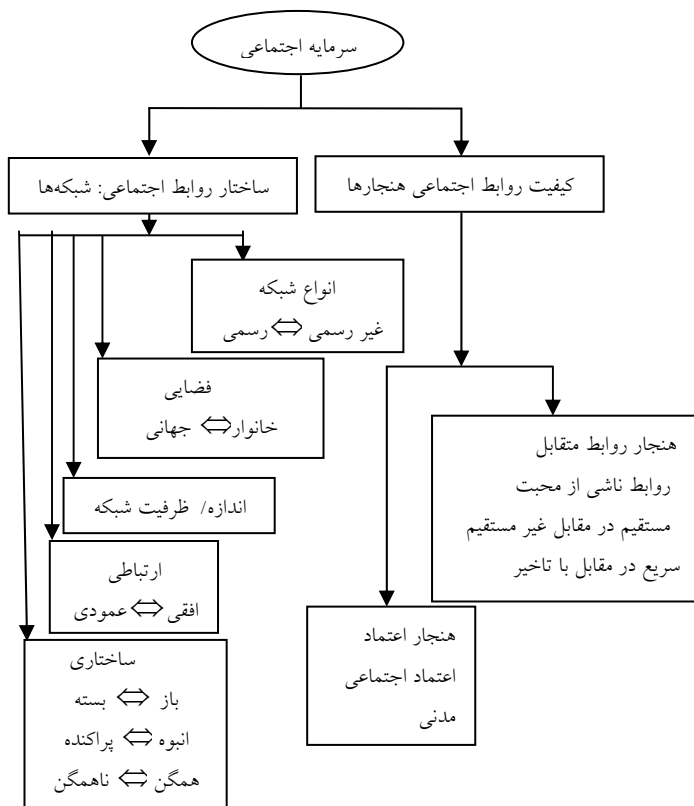 سرمایه اجتماعی
کیفیت روابط اجتماعی هنجارها
ساختار روابط اجتماعی: شبکه‌ها
انواع شبکه
غیر رسمی ⇔ رسمی
فضایی
خانوار ⇔ جهانی
اندازه/ ظرفیت شبکه
ارتباطی
افقی ⇔ عمودی
ساختاری
باز ⇔ بسته
انبوه ⇔ پراکنده
همگن ⇔ ناهمگن
هنجار روابط متقابل
روابط ناشی از محبت
مستقیم در مقابل غیر مستقیم
سریع در مقابل با تاخیر
هنجار اعتماد
اعتماد اجتماعی
مدنی